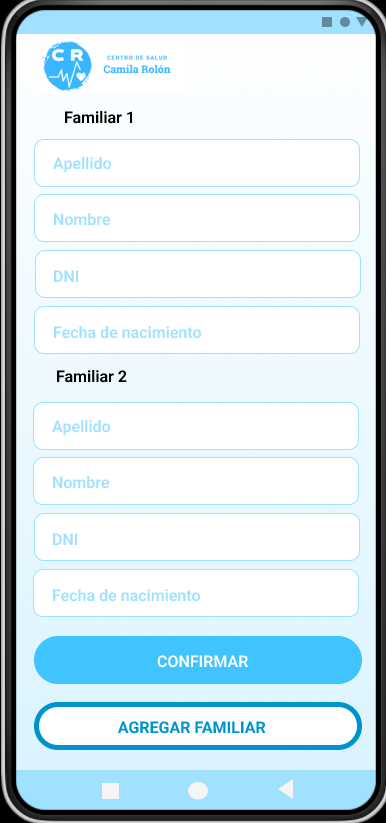 CR
CENTRO DE SALUD
Camila Rolón
Familiar 1
Apellido
Nombre
DNI
Fecha de nacimiento
Familiar 2
Apellido
Nombre
DNI
Fecha de nacimiento
CONFIRMAR
AGREGAR FAMILIAR